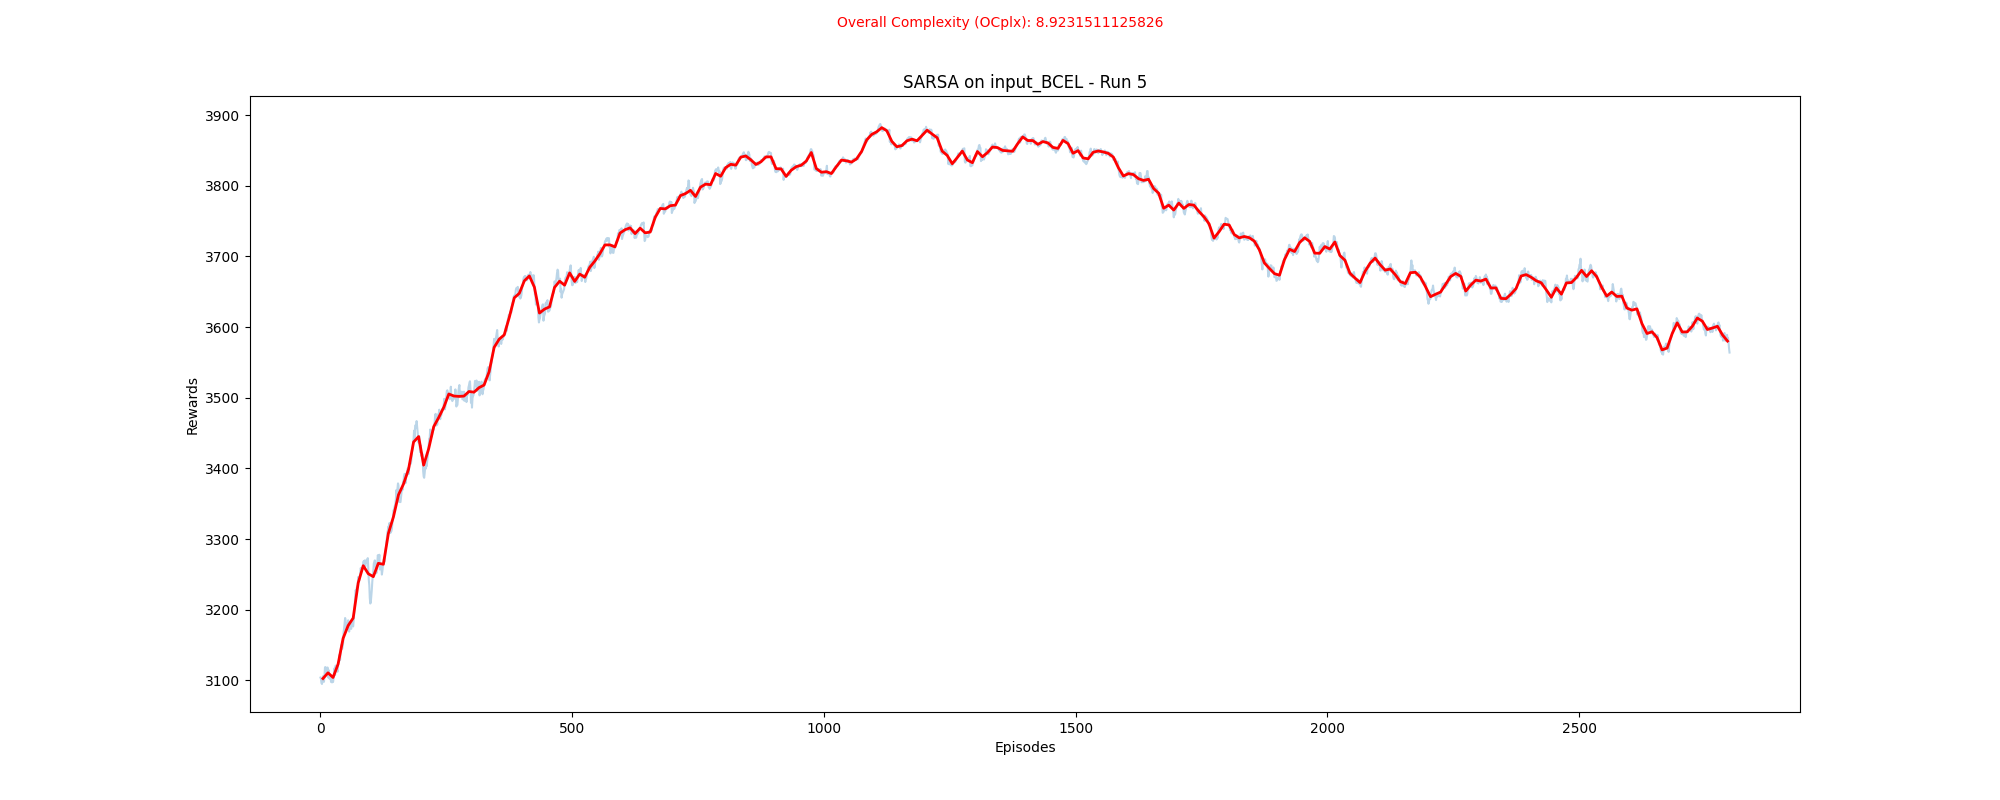 Overall Complexity (OCplx): 8.9231511125826
SARSA on input_BCEL - Run 5
3900
3800
3700
3600
3500
3400
3300
3200
3100
Rewards
0 500 1000 1500 2000 2500
Episodes